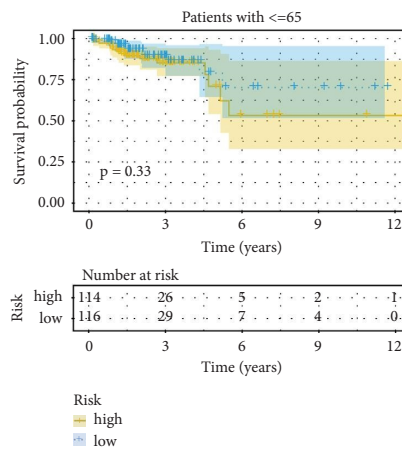 Patients with <=65
1.00
0.75
0.50
0.25
0.00
Survival probability
p = 0.33
0 3 6 9 12
Time (years)
Number at risk
Risk
high 114 26 5 2 1
low 116 29 7 4 0
0 3 6 9 12
Time (years)
Risk
high
low